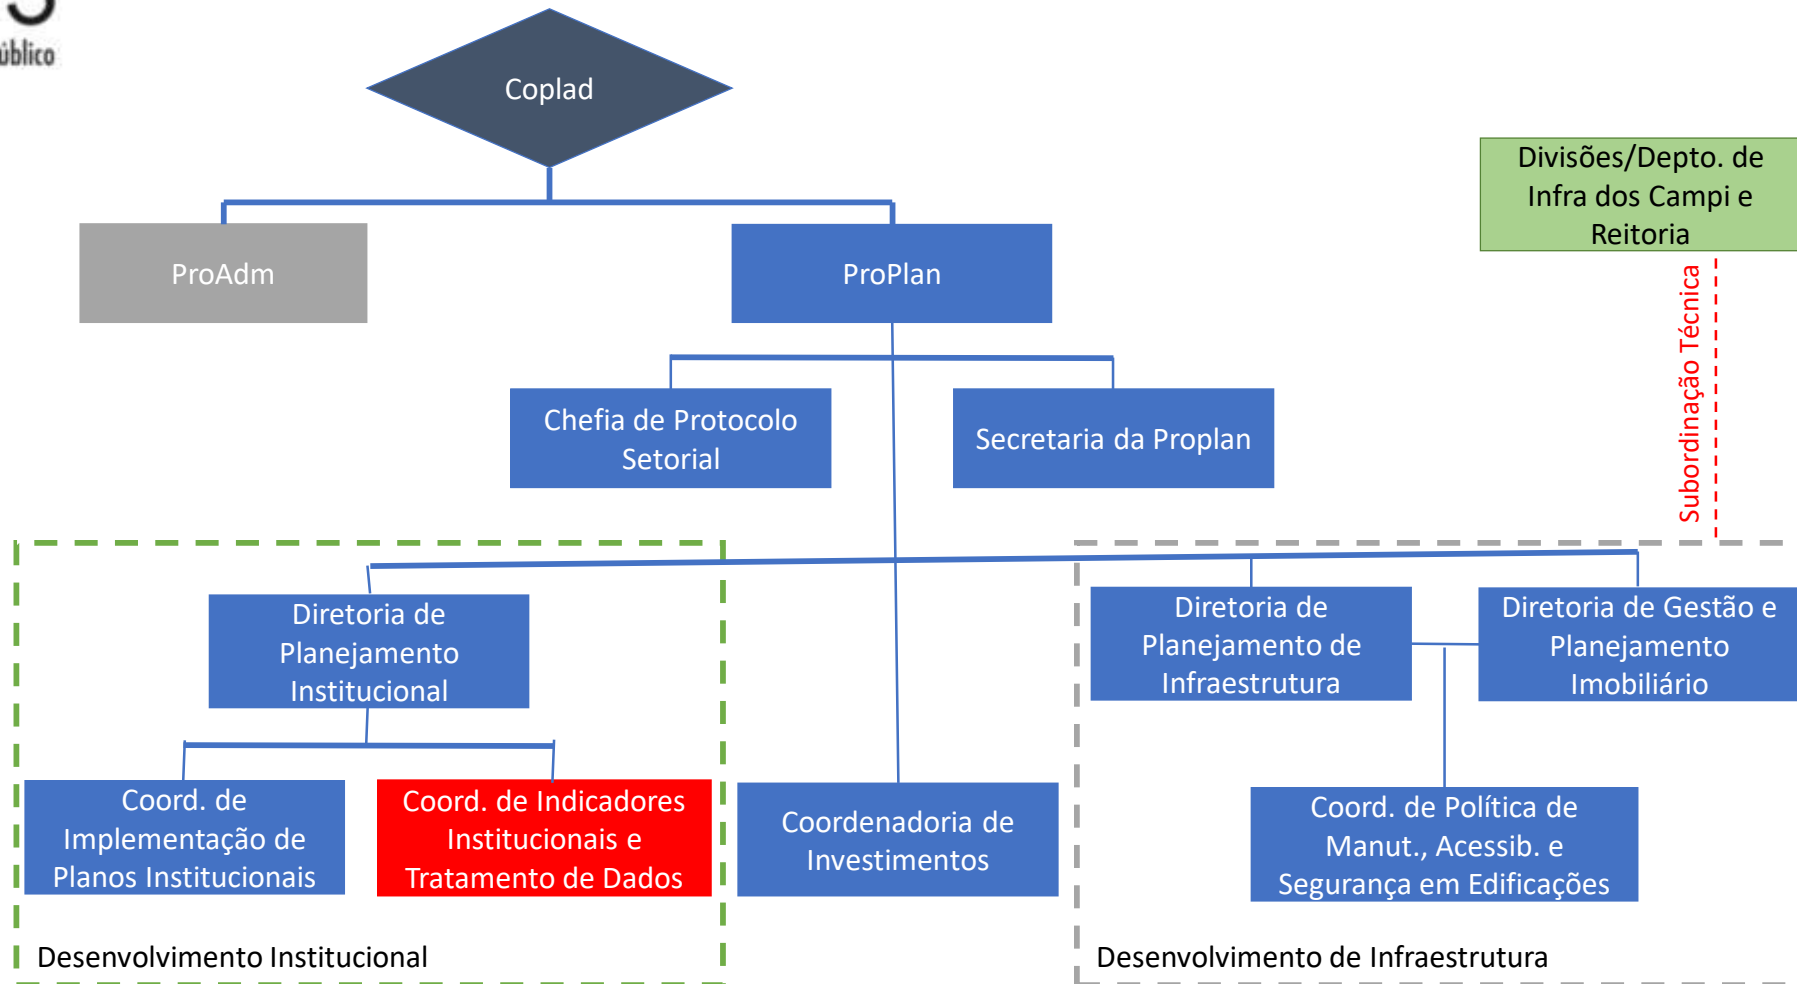 úblico
Coplad
Divisões/Depto. de
Infra dos Campi e
Reitoria
ProAdm
ProPlan
Subordinação Técnica
Chefia de Protocolo
Setorial
Secretaria da Proplan
Diretoria de
Planejamento
Institucional
Diretoria de
Planejamento de
Infraestrutura
Diretoria de Gestão e
Planejamento
Imobiliário
Coord. de
Implementação de
Planos Institucionais
Coord. de Indicadores
Institucionais e
Tratamento de Dados
Coordenadoria de
Investimentos
Coord. de Política de
Manut., Acessib. e
Segurança em Edificações
Desenvolvimento Institucional
Desenvolvimento de Infraestrutura